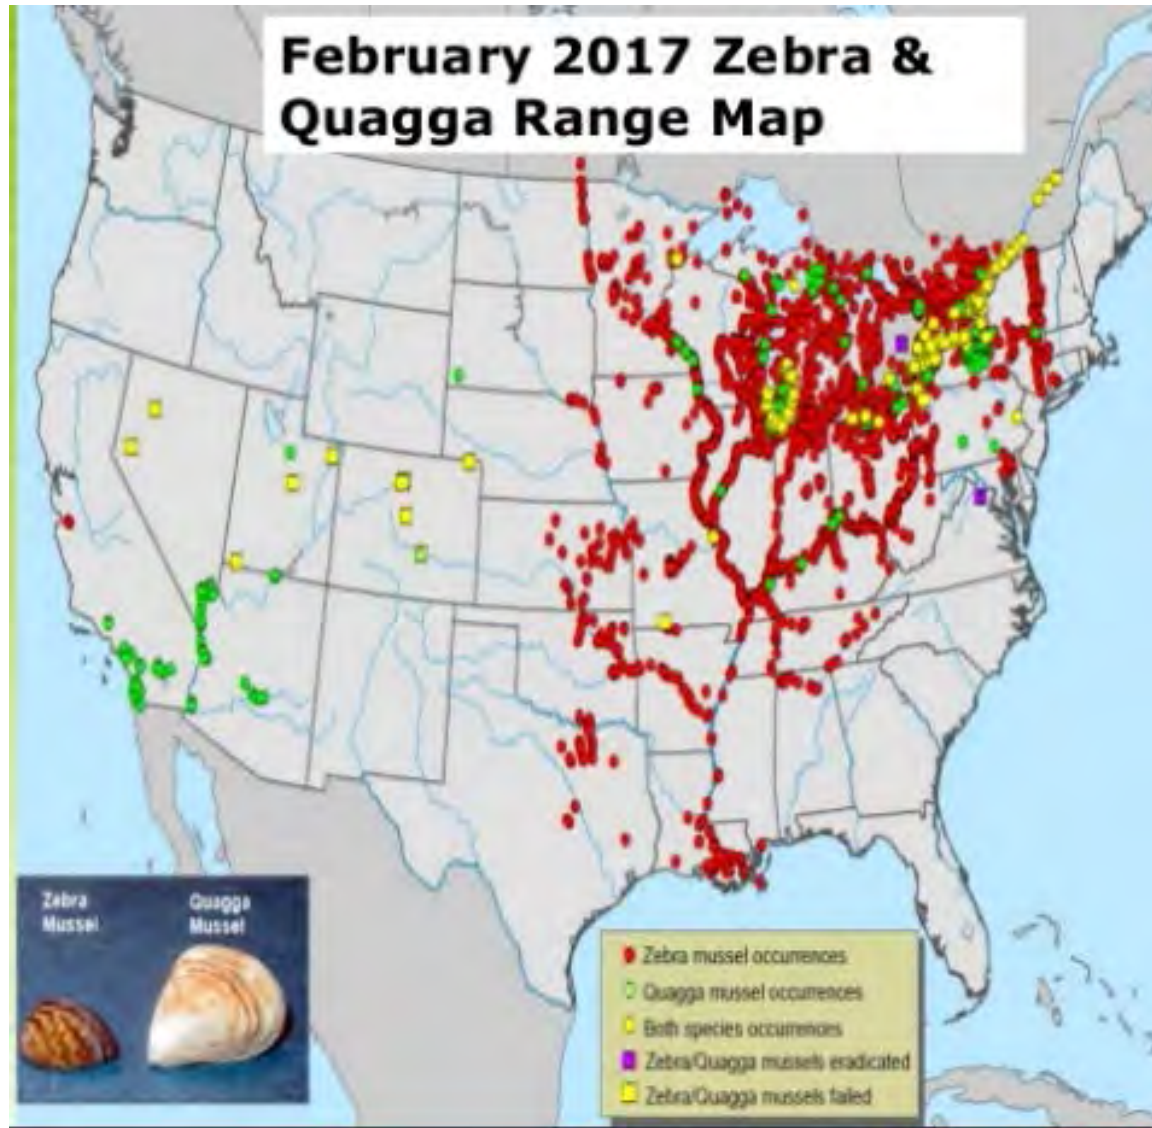 February 2017 Zebra &
Quagga Range Map
Zebra
Mussel
Quagga
Mussel
Zebra mussel occurrences
Quagga mussel occurrences
Both species occurrences
Zebra/Quagga mussels eradicated
Zebra/Quagga mussels failed